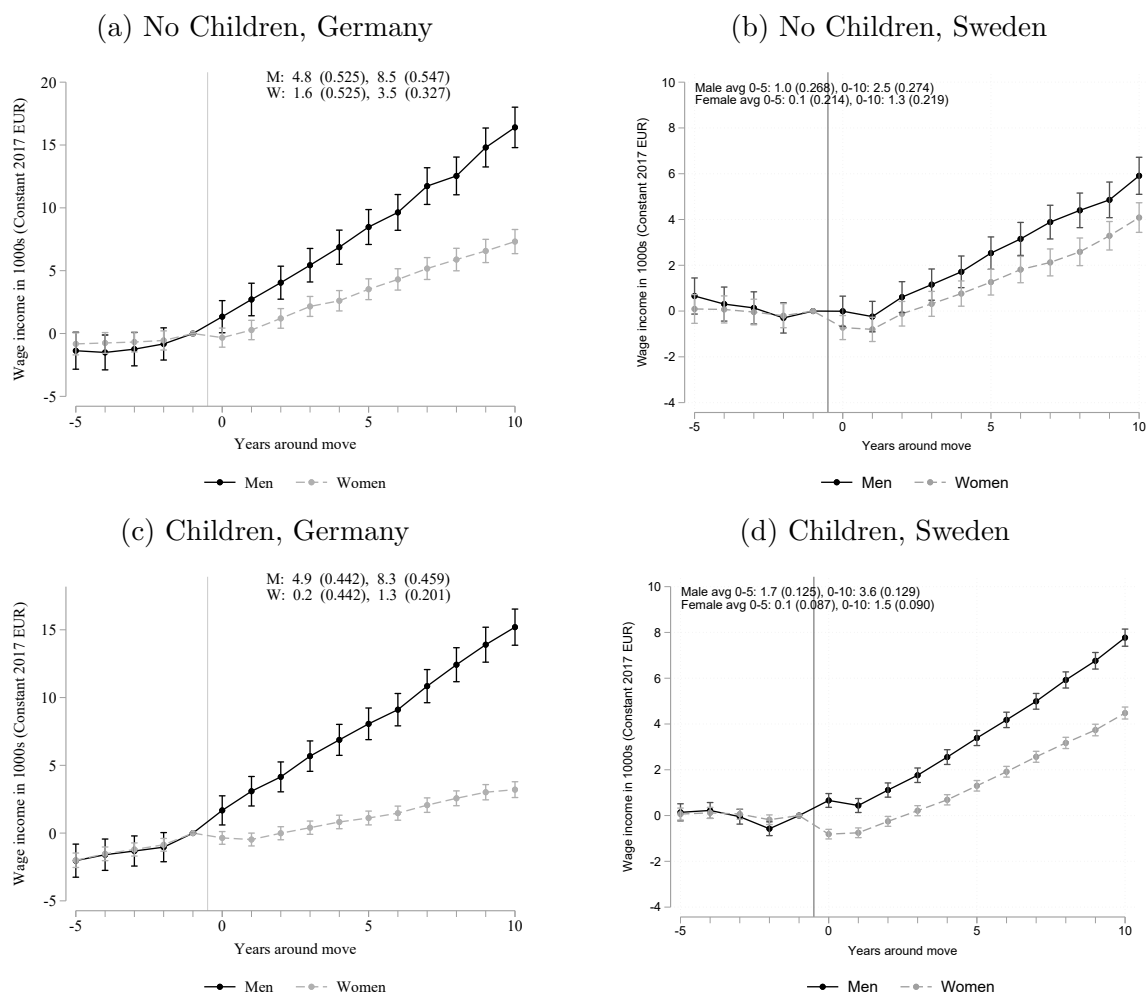 (a) No Children, Germany
M: 4.8 (0.525), 8.5 (0.547)
W: 1.6 (0.525), 3.5 (0.327)
Wage income in 1000s (Constant 2017 EUR)
20
15
10
5
0
-5
-5 0 5 10
Years around move
Men Women
(b) No Children, Sweden
Male avg 0-5: 1.0 (0.268), 0-10: 2.5 (0.274)
Female avg 0-5: 0.1 (0.214), 0-10: 1.3 (0.219)
Wage income in 1000s (Constant 2017 EUR)
10
8
6
4
2
0
-2
-4
-5 0 5 10
Years around move
Men Women
(c) Children, Germany
M: 4.9 (0.442), 8.3 (0.459)
W: 0.2 (0.442), 1.3 (0.201)
Wage income in 1000s (Constant 2017 EUR)
15
10
5
0
-5
-5 0 5 10
Years around move
Men Women
(d) Children, Sweden
Male avg 0-5: 1.7 (0.125), 0-10: 3.6 (0.129)
Female avg 0-5: 0.1 (0.087), 0-10: 1.5 (0.090)
Wage income in 1000s (Constant 2017 EUR)
10
8
6
4
2
0
-2
-4
-5 0 5 10
Years around move
Men Women